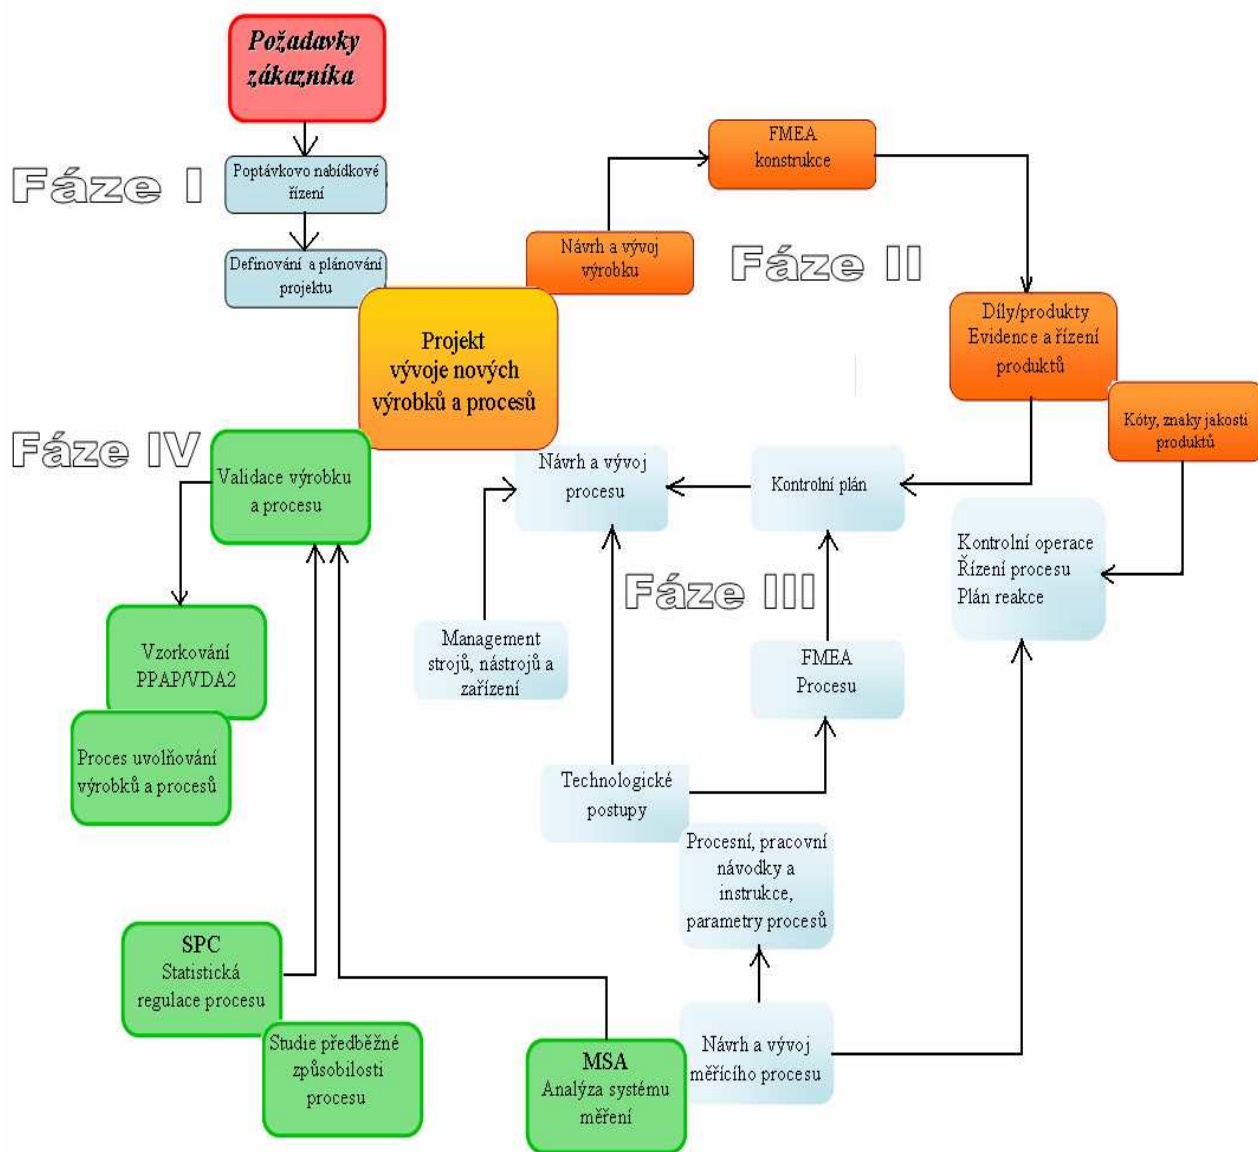 Požadavky
zákazníka
Fáze I
Poptávkovo nabídkové
řízení
Definování a plánování
projektu
FMEA
konstrukce
Návrh a vývoj
výrobku
Fáze II
Díly/produkty
Evidence a řízení
produktů
Kóty, znaky jakosti
produktů
Projekt
vývoje nových
výrobků a procesů
Fáze IV
Validace výrobku
a procesu
Návrh a vývoj
procesu
Kontrolní plán
Kontrolní operace
Řízení procesu
Plán reakce
Fáze III
Vzorkování
PPAP/VDA2
Management
strojů, nástrojů a
zařízení
FMEA
Procesu
Proces uvolňování
výrobků a procesů
Technologické
postupy
Procesní, pracovní
návodky a
instrukce,
parametry procesů
SPC
Statistická
regulace procesu
Studie předběžné
způsobilosti
procesu
MSA
Analýza systému
měření
Návrh a vývoj
měřícího procesu